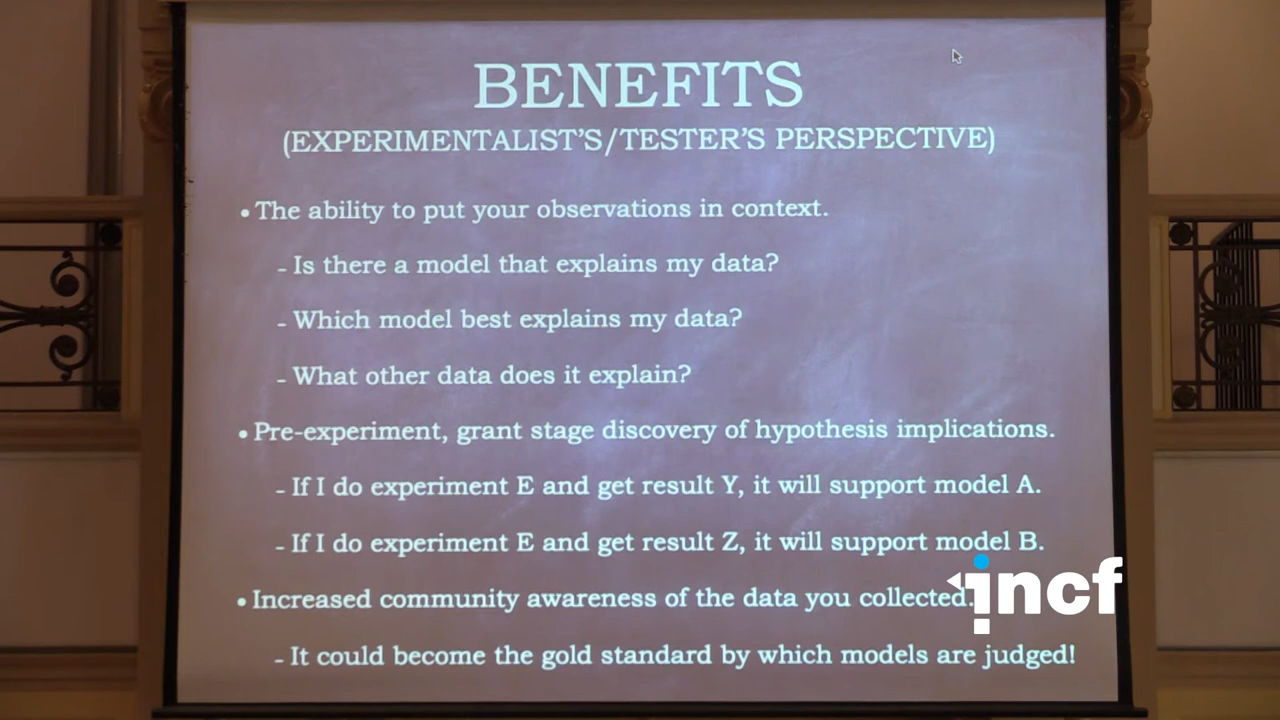 BENEFITS
(EXPERIMENTALIST'S/TESTER'S PERSPECTIVE)
• The ability to put your observations in context.
- Is there a model that explains my data?
- Which model best explains my data?
- What other data does it explain?
• Pre-experiment, grant stage discovery of hypothesis implications.
- If I do experiment E and get result Y, it will support model A.
- If I do experiment E and get result Z, it will support model B.
• Increased community awareness of the data you collected.
incf
- It could become the gold standard by which models are judged!